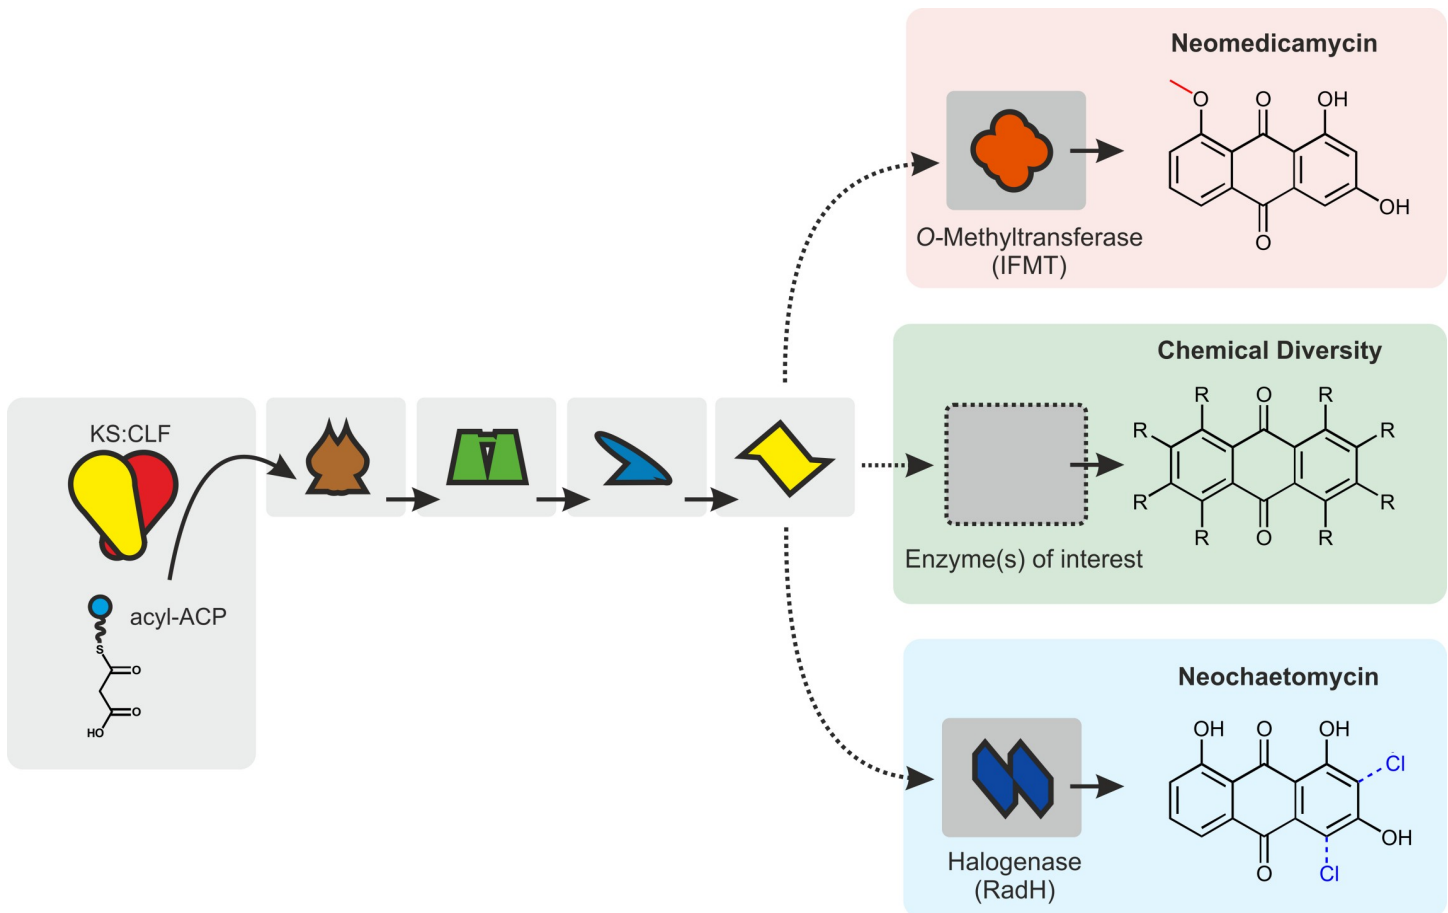 KS:CLF
acyl-ACP
S
O
O
HO
Neomedicamycin
O
O
OH
OH
O
O-Methyltransferase
(IFMT)
Chemical Diversity
R
O
R
R
R
R
R
R
O
R
Enzyme(s) of interest
Neochaetomycin
OH
O
OH
Cl
OH
O
Cl
Halogenase
(RadH)